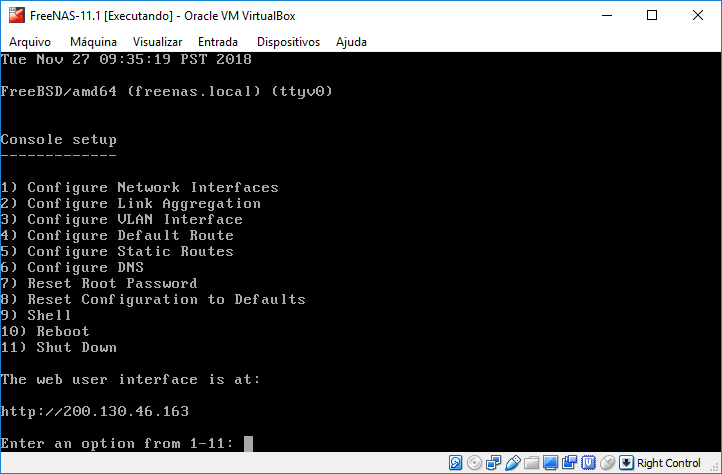 FreeNAS-11.1 [Executando] - Oracle VM VirtualBox
Arquivo Máquina Visualizar Entrada Dispositivos Ajuda
Tue Nov 27 09:35:19 PST 2018
FreeBSD/amd64 (freenas.local) (ttyv0)
Console setup
-------------
1) Configure Network Interfaces
2) Configure Link Aggregation
3) Configure VLAN Interface
4) Configure Default Route
5) Configure Static Routes
6) Configure DNS
7) Reset Root Password
8) Reset Configuration to Defaults
9) Shell
10) Reboot
11) Shut Down
The web user interface is at:
http://200.130.46.163
Enter an option from 1-11:
Right Control